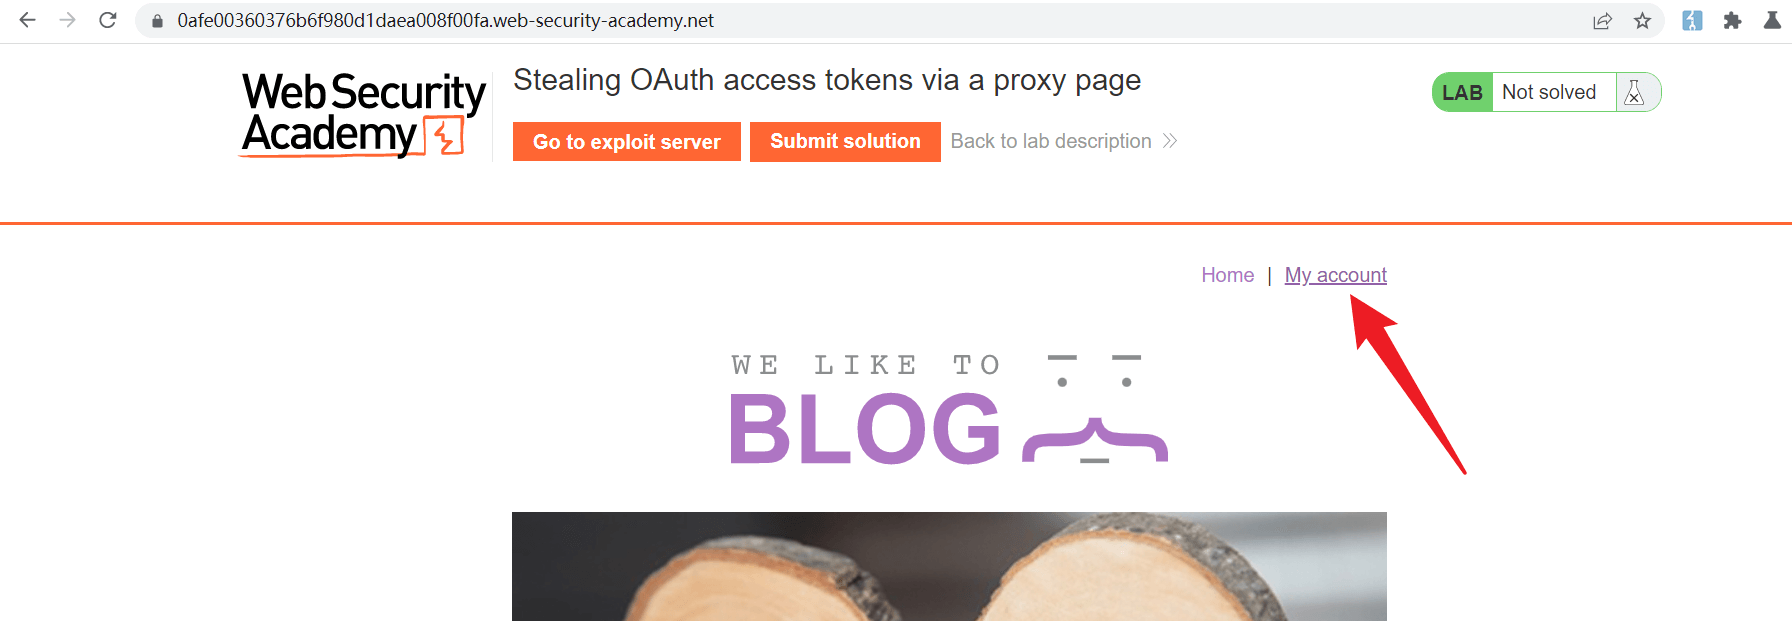 0afe00360376b6f980d1daea008f00fa.web-security-academy.net
Web Security
Academy
Stealing OAuth access tokens via a proxy page
LAB Not solved
Go to exploit server Submit solution Back to lab description
Home | My account
WE LIKE TO
BLOG